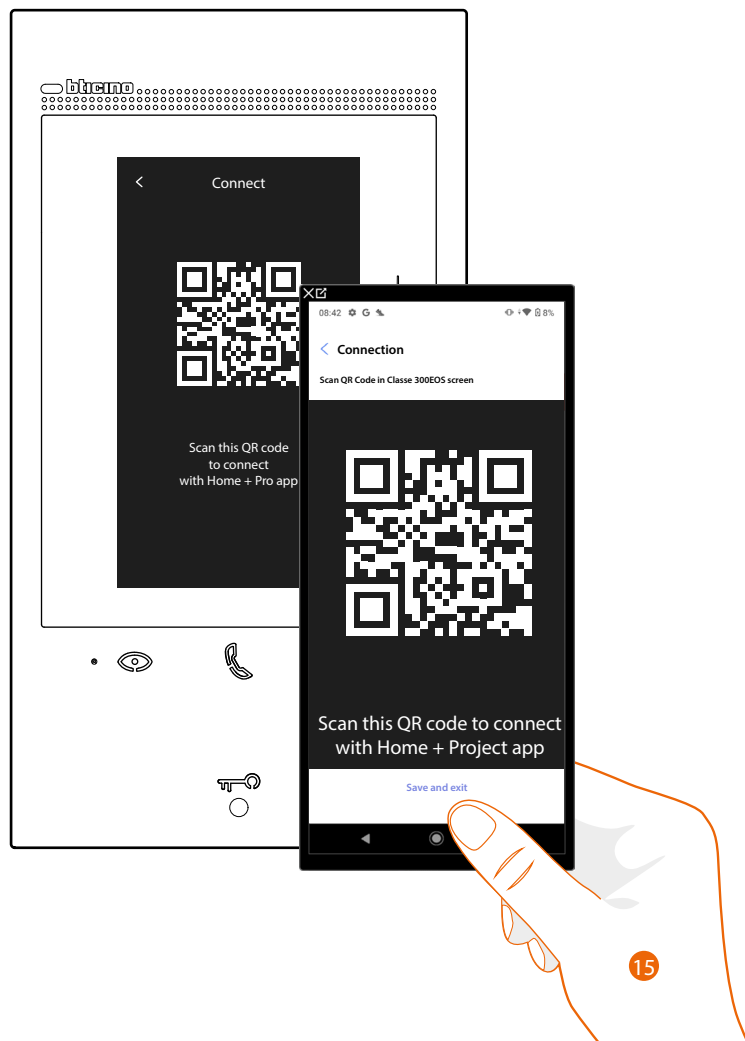 bticino
Connect
Scan this QR code
to connect
with Home + Pro app
08:42
8%
Connection
Scan QR Code in Classe 300EOS screen
Scan this QR code to connect
with Home + Project app
Save and exit
15